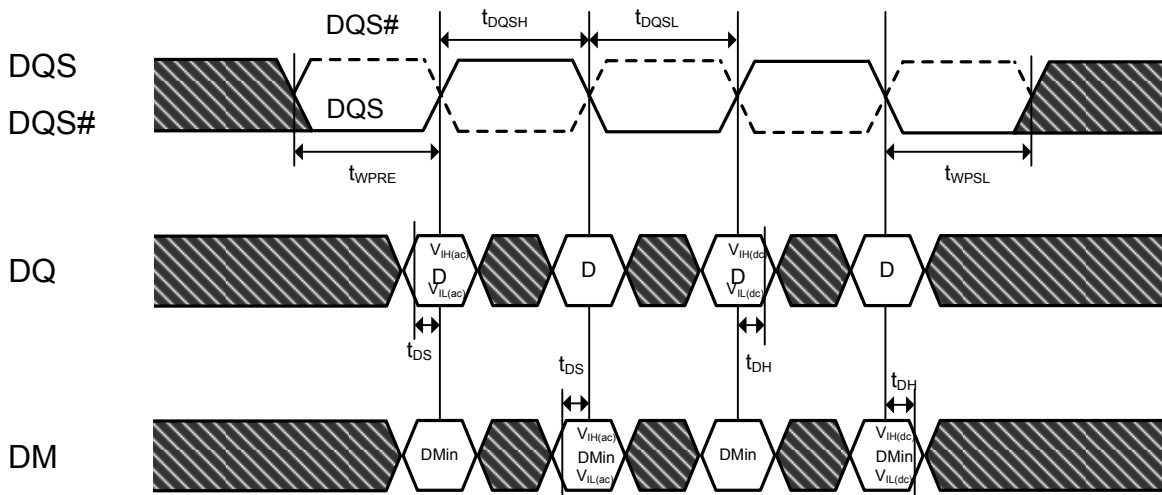 DQS#
tDQSH
tDQSL
DQS
DQS
DQS#
tWPRE
tWPSL
DQ
VIH(ac)
D
VIL(ac)
D
VIH(dc)
D
VIL(dc)
D
tDS
tDS
tDH
tDH
DM
DMin
VIH(ac)
DMin
VIL(ac)
DMin
VIH(dc)
DMin
VIL(dc)